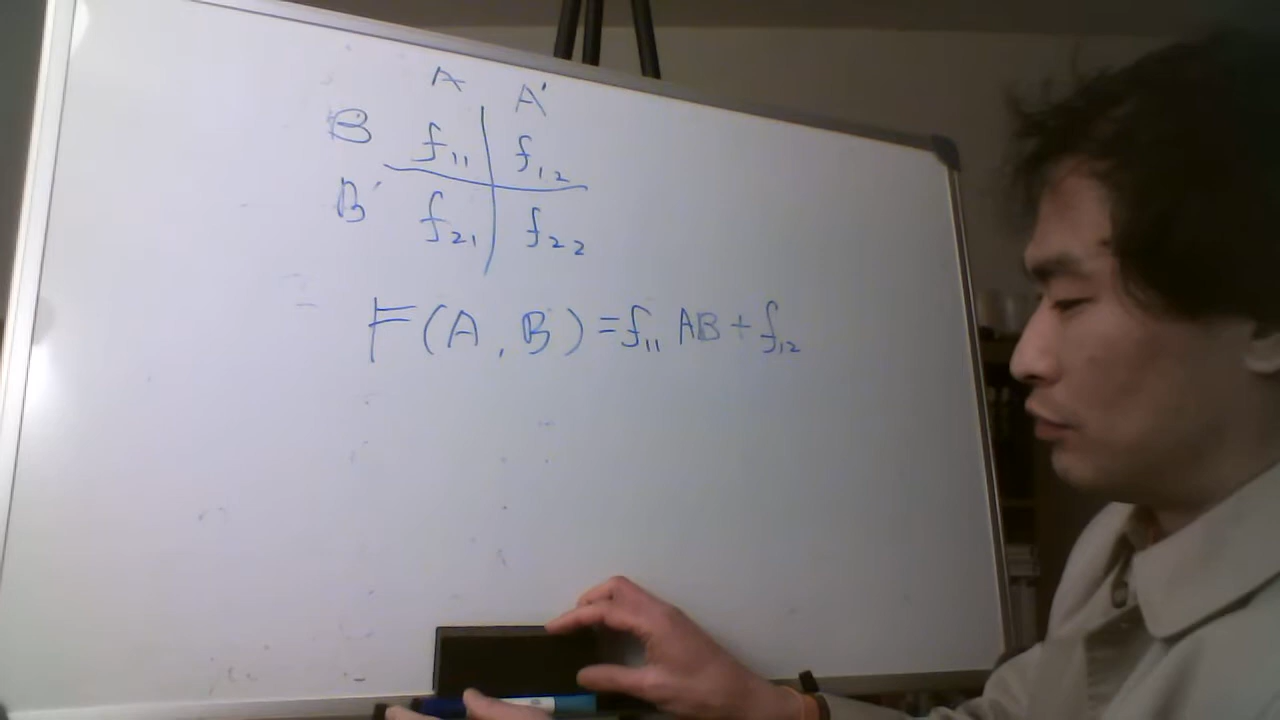 A A'
B f₁₁ f₁₂
B' f₂₁ f₂₂
F(A, B) = f₁₁ AB + f₁₂